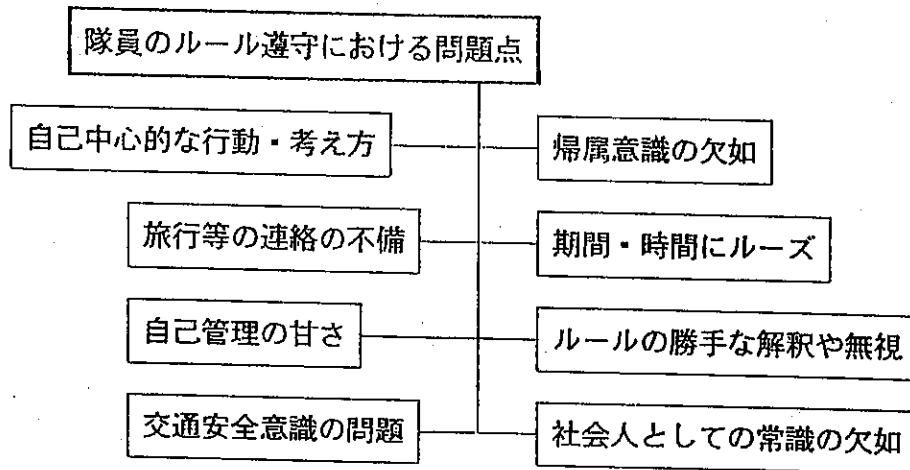 隊員のルール遵守における問題点
自己中心的な行動・考え方
帰属意識の欠如
旅行等の連絡の不備
期間・時間にルーズ
自己管理の甘さ
ルールの勝手な解釈や無視
交通安全意識の問題
社会人としての常識の欠如